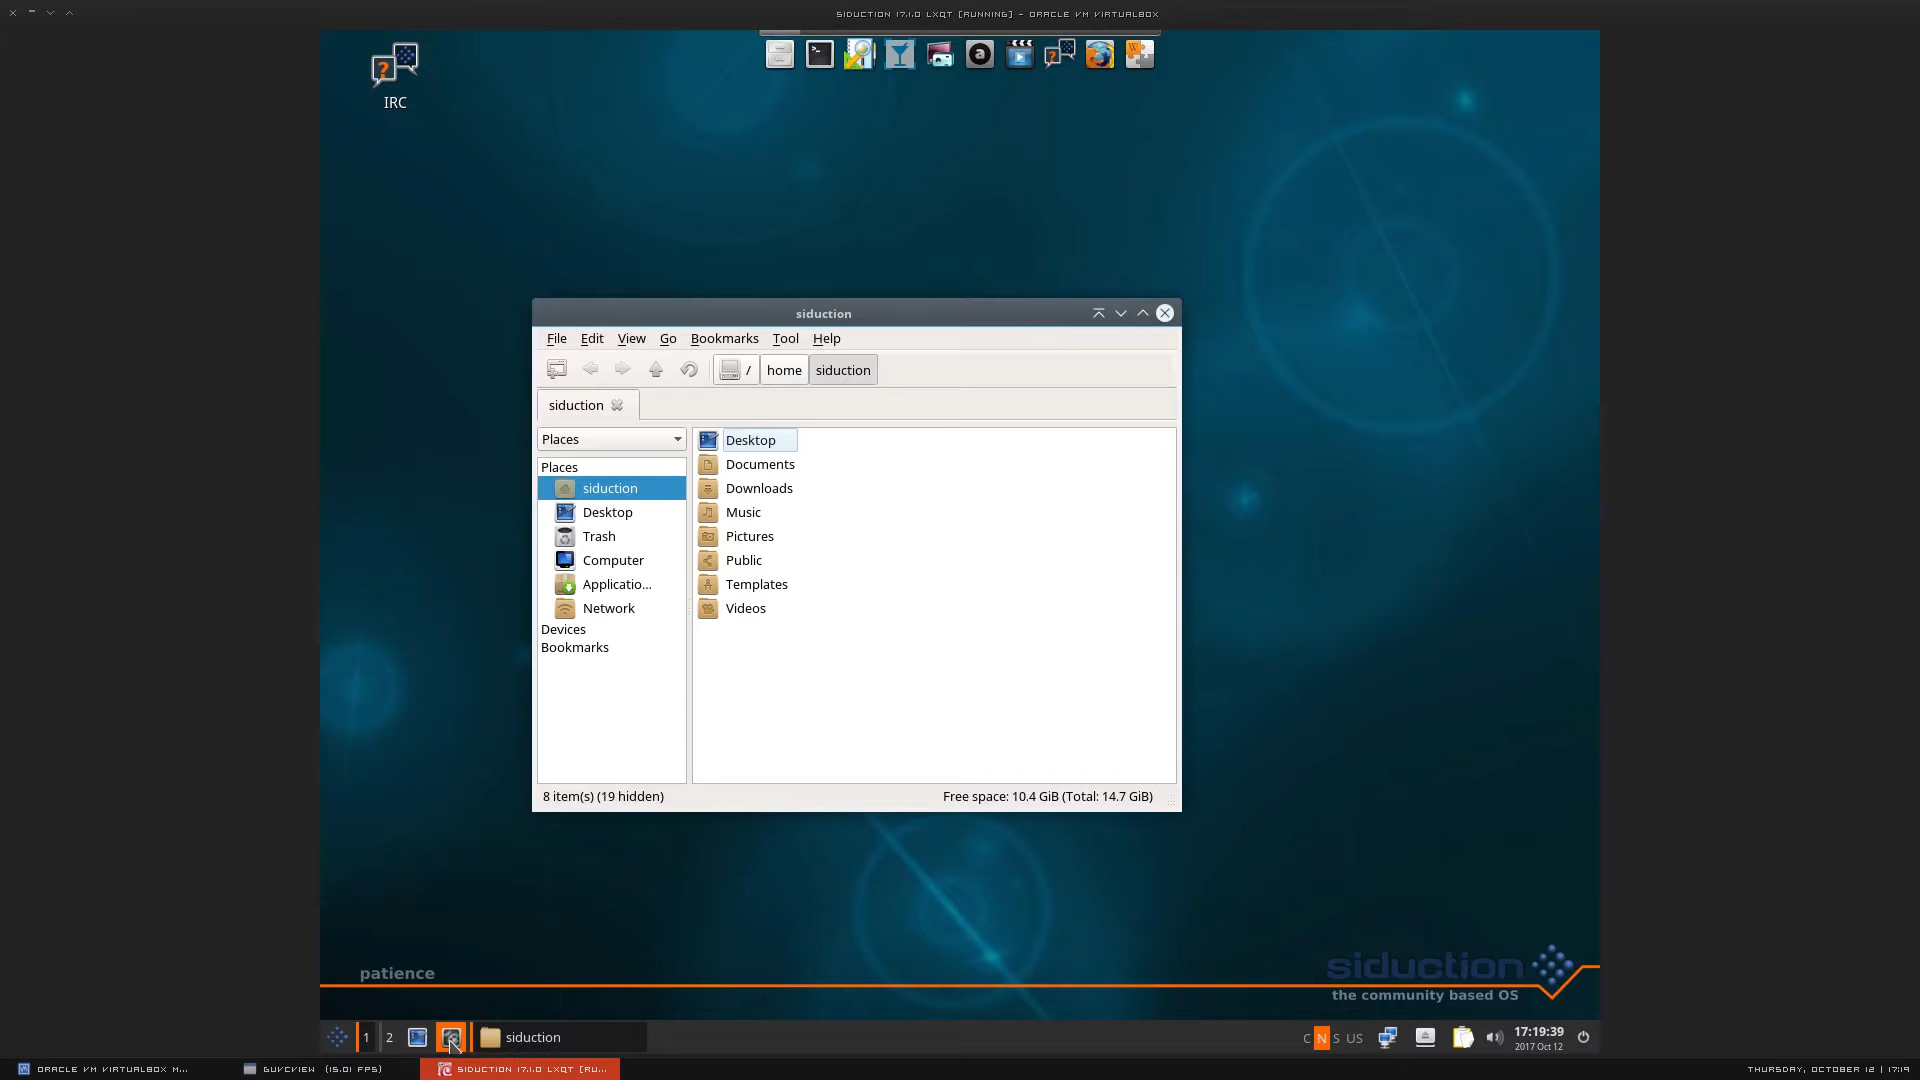 SIDUCTION 17.1.0 LXQT [RUNNING] - ORACLE VM VIRTUALBOX
IRC
siduction
File Edit View Go Bookmarks Tool Help
/ home siduction
siduction
Places
Places
siduction
Desktop
Trash
Computer
Applicatio...
Network
Devices
Bookmarks
Desktop
Documents
Downloads
Music
Pictures
Public
Templates
Videos
8 item(s) (19 hidden) Free space: 10.4 GiB (Total: 14.7 GiB)
patience
siduction
the community based OS
1 2 siduction C N S US 17:19:39
2017 Oct 12
ORACLE VM VIRTUALBOX M... GUVCVIEW (15.01 FPS) SIDUCTION 17.1.0 LXQT [RU... THURSDAY, OCTOBER 12 | 17:19